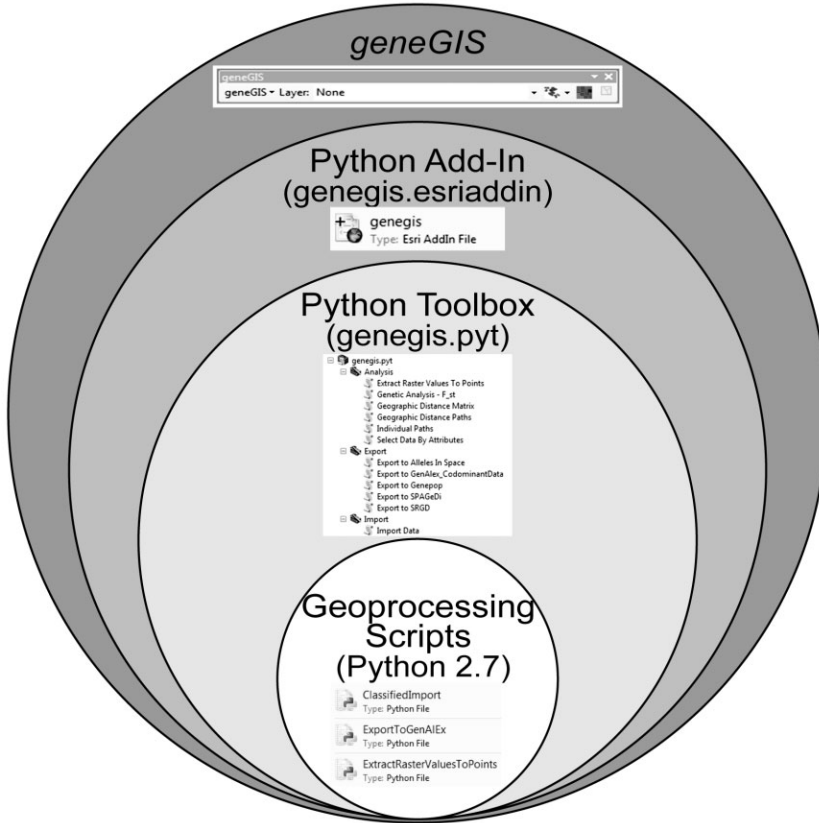 geneGIS
geneGIS
geneGIS Layer: None
Python Add-In
(genegis.esriaddin)
genegis
Type: Esri AddIn File
Python Toolbox
(genegis.pyt)
genegis.pyt
Analysis
Extract Raster Values To Points
Genetic Analysis - F_st
Geographic Distance Matrix
Geographic Distance Paths
Individual Paths
Select Data By Attributes
Export
Export to Alleles In Space
Export to GenAlex_CodominantData
Export to Genepop
Export to SPAGeDi
Export to SRGD
Import
Import Data
Geoprocessing
Scripts
(Python 2.7)
ClassifiedImport
Type: Python File
ExportToGenAlEx
Type: Python File
ExtractRasterValuesToPoints
Type: Python File